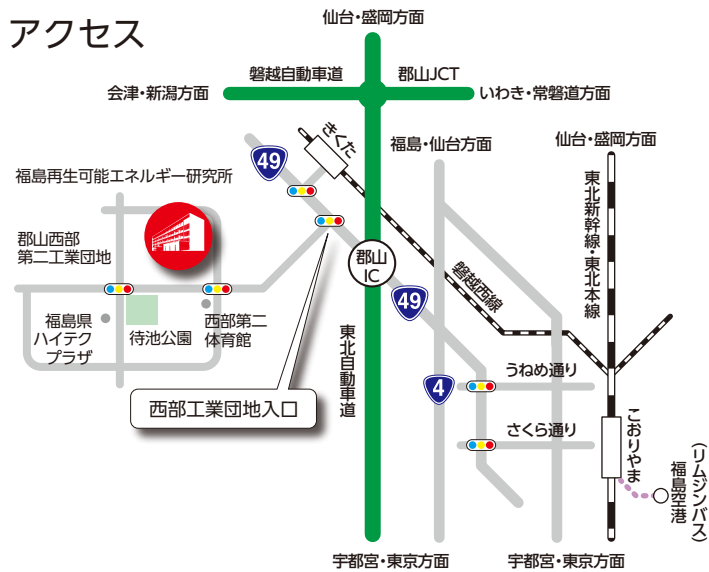 アクセス
仙台・盛岡方面
磐越自動車道
郡山JCT
会津・新潟方面
いわき・常磐道方面
きくた
49
福島・仙台方面
仙台・盛岡方面
福島再生可能エネルギー研究所
東北新幹線・東北本線
郡山西部
第二工業団地
郡山
IC
磐越西線
49
福島県
ハイテク
プラザ
待池公園
西部第二
体育館
東北自動車道
うねめ通り
4
西部工業団地入口
さくら通り
こおりやま
(リムジンバス)
福島空港
宇都宮・東京方面
宇都宮・東京方面